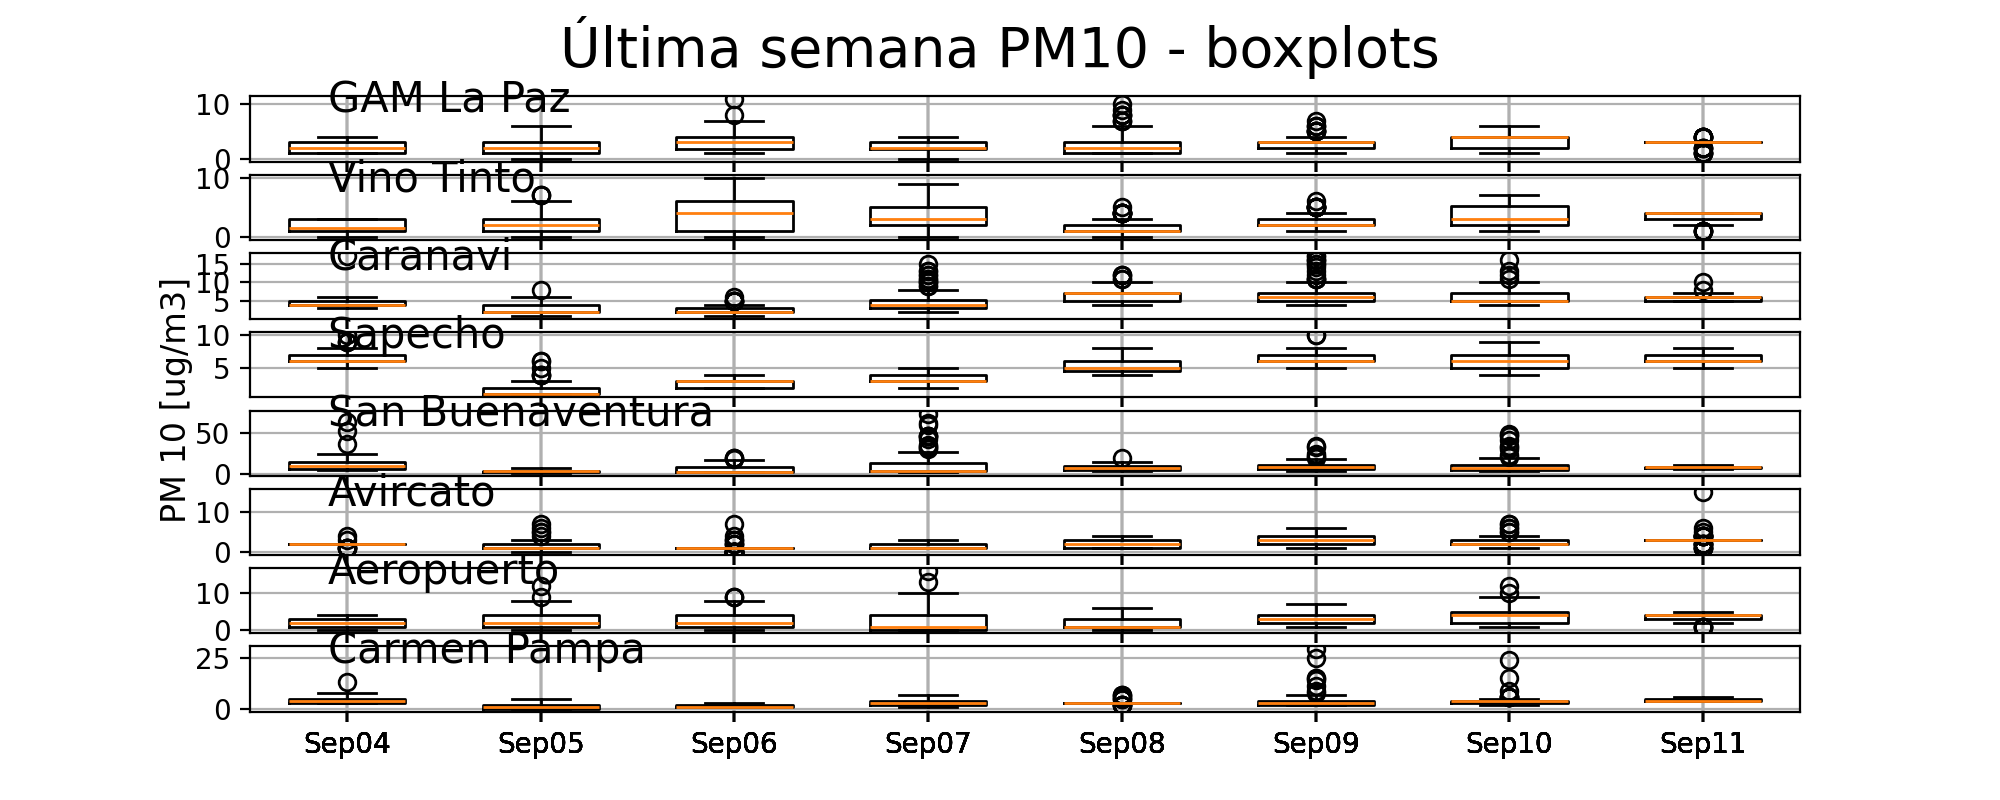 Última semana PM10 - boxplots
PM 10 [ug/m3]
GAM La Paz
10
0
Vino Tinto
10
0
Caranavi
15
10
5
Sapecho
10
5
San Buenaventura
50
0
Avircato
10
0
Aeropuerto
10
0
Carmen Pampa
25
0
Sep04 Sep05 Sep06 Sep07 Sep08 Sep09 Sep10 Sep11